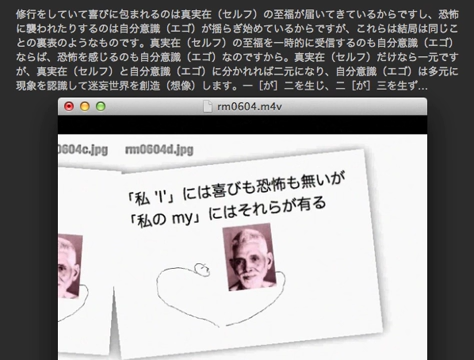 修行をしていて喜びに包まれるのは真実在（セルフ）の至福が届いてきているからですし、恐怖
に襲われたりするのは自分意識（エゴ）が揺らぎ始めているからですが、これらは結局は同じこ
との裏表のようなものです。真実在（セルフ）の至福を一時的に受信するのも自分意識（エゴ）
ならば、恐怖を感じるのも自分意識（エゴ）なのですから。真実在（セルフ）だけなら一元です
が、真実在（セルフ）と自分意識（エゴ）に分かれれば二元になり、自分意識（エゴ）は多元に
現象を認識して迷妄世界を創造（想像）します。一［が］二を生じ、二［が］三を生ず…
rm0604.m4v
0604c.jpg
rm0604d.jpg
「私 'I'」には喜びも恐怖も無いが
「私の my」にはそれらが有る